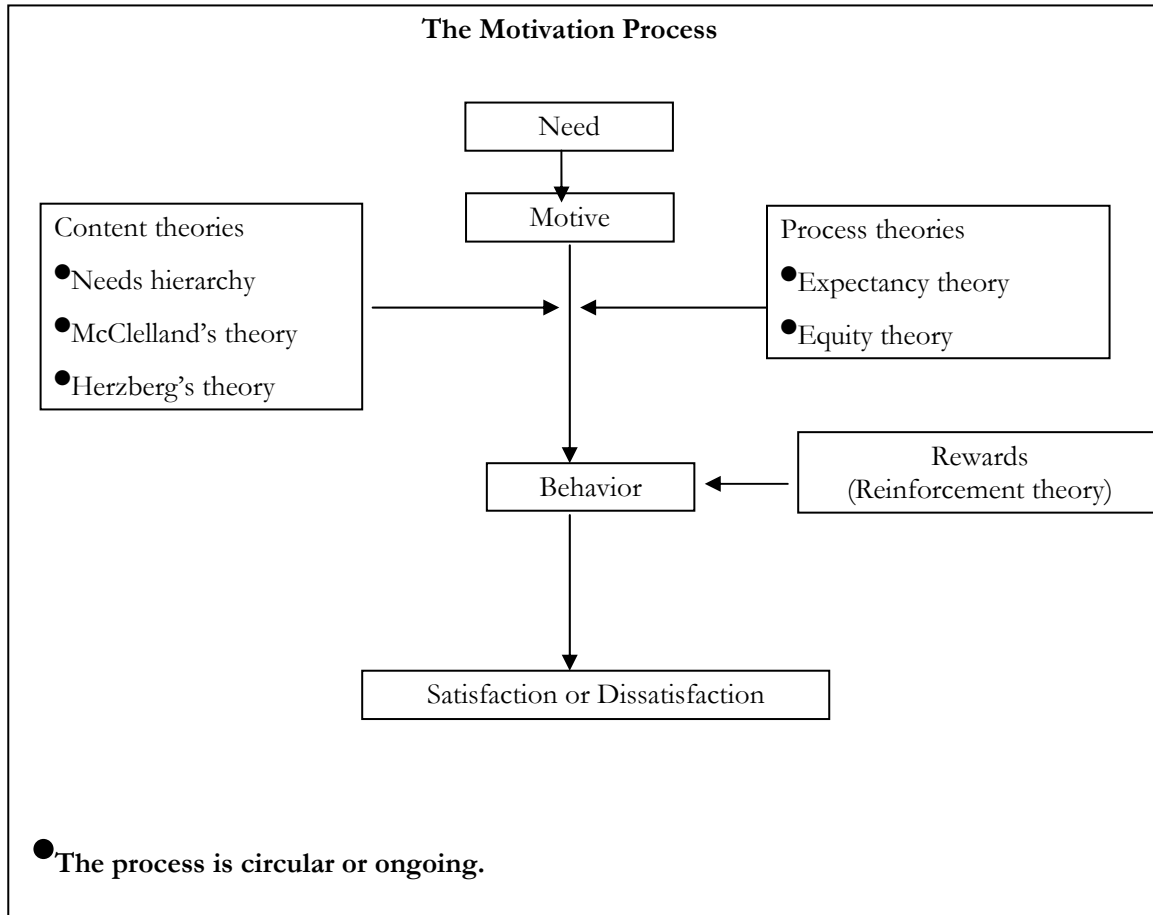 The Motivation Process
Need
Motive
Content theories
●Needs hierarchy
●McClelland’s theory
●Herzberg’s theory
Process theories
●Expectancy theory
●Equity theory
Behavior
Rewards
(Reinforcement theory)
Satisfaction or Dissatisfaction
●The process is circular or ongoing.